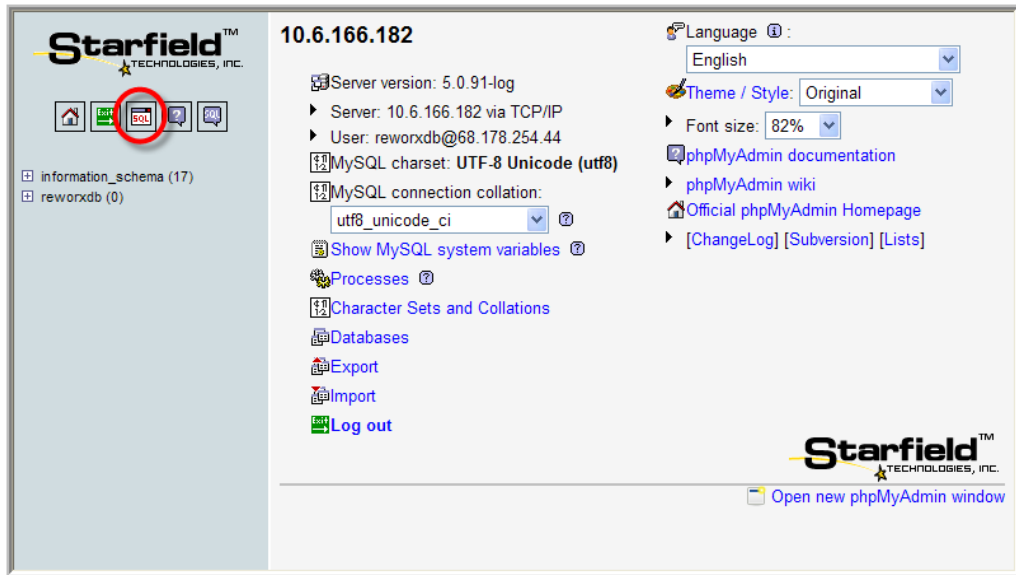 Starfield™
TECHNOLOGIES, INC.
Exit
SQL
?
SQL
information_schema (17)
reworxdb (0)
10.6.166.182
Server version: 5.0.91-log
Server: 10.6.166.182 via TCP/IP
User: reworxdb@68.178.254.44
MySQL charset: UTF-8 Unicode (utf8)
MySQL connection collation:
utf8_unicode_ci
Show MySQL system variables
Processes
Character Sets and Collations
Databases
Export
Import
Log out
Language :
English
Theme / Style: Original
Font size: 82%
phpMyAdmin documentation
phpMyAdmin wiki
Official phpMyAdmin Homepage
[ChangeLog] [Subversion] [Lists]
Starfield™
TECHNOLOGIES, INC.
Open new phpMyAdmin window